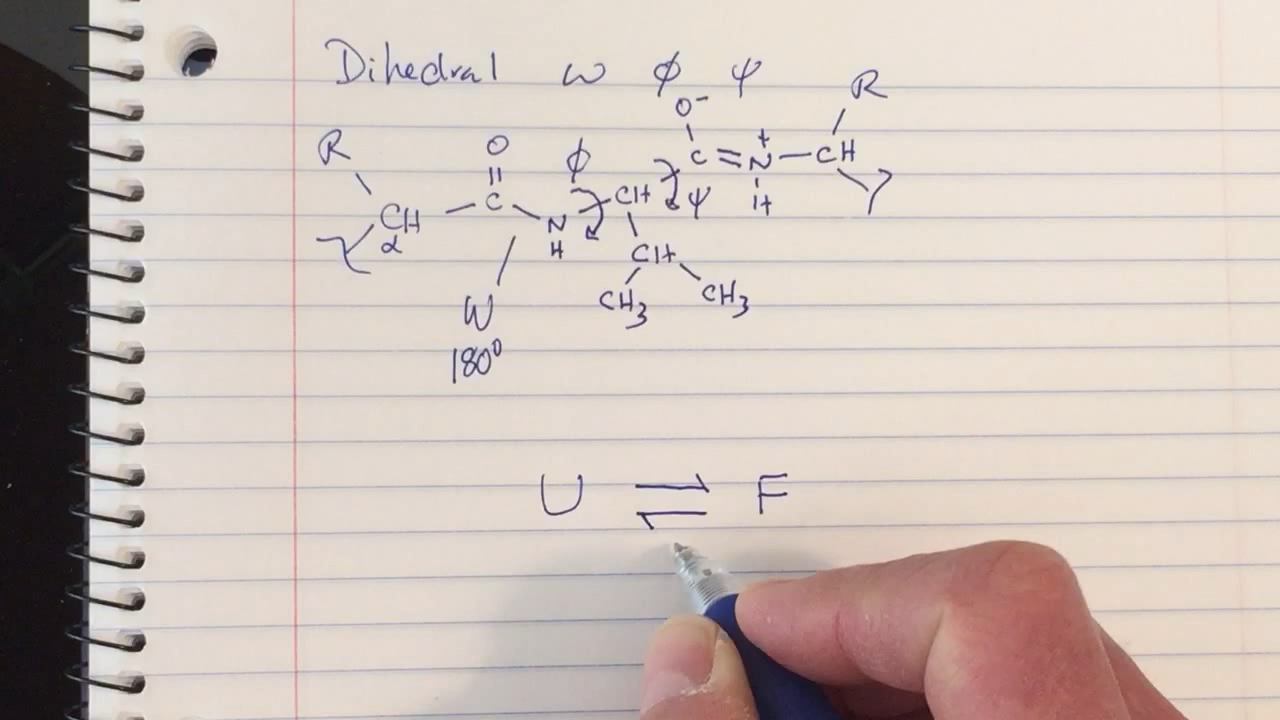 Dihedral ω ϕ ψ
O⁻ R
R O ϕ C = N⁺ — CH
CH — C N CH ψ H
α H CH
ω CH₃ CH₃
180°
U ⇌ F